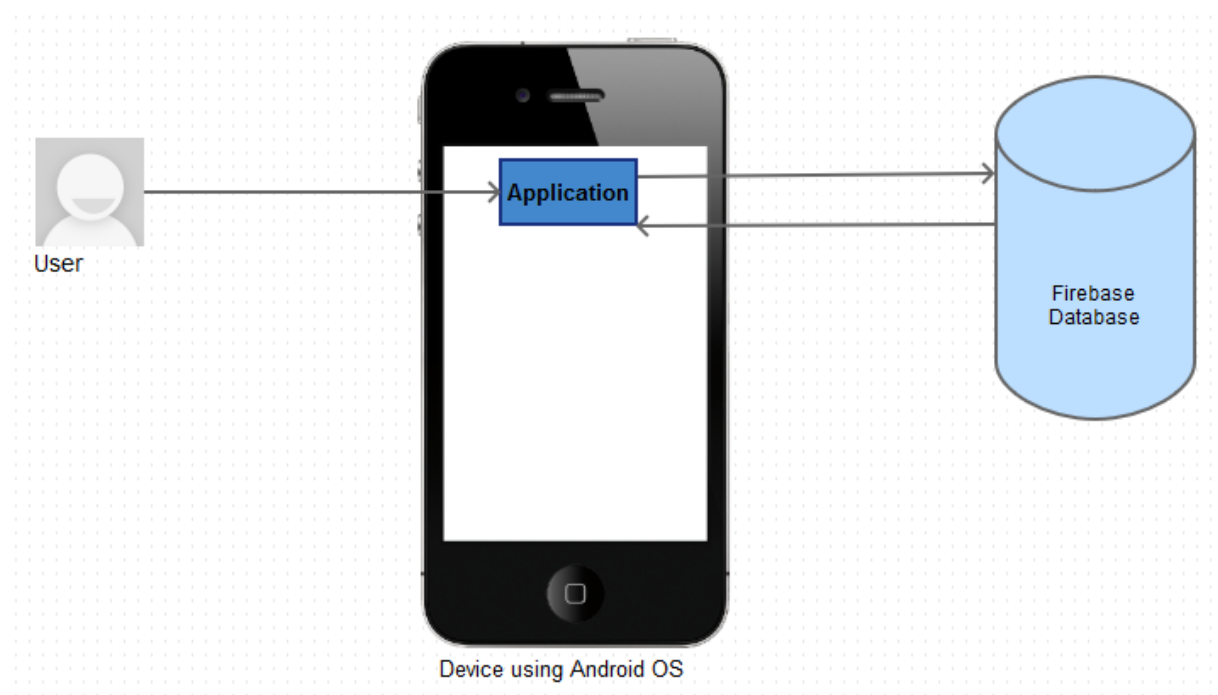 User
Application
Firebase
Database
Device using Android OS